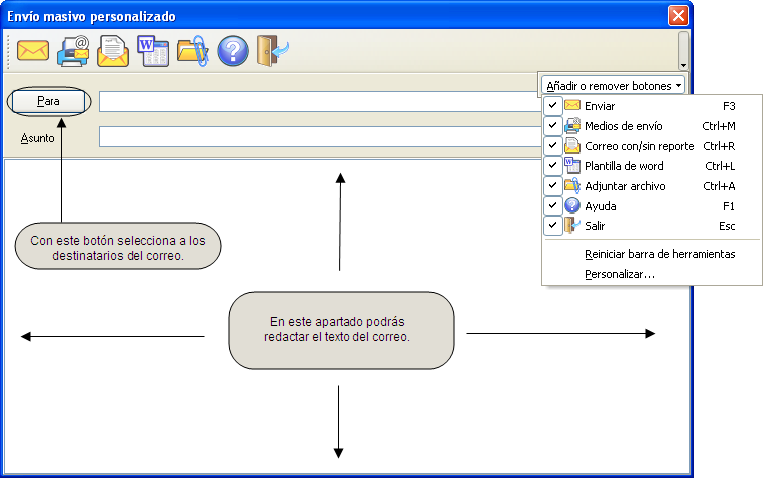 Envío masivo personalizado
Añadir o remover botones
Para
Asunto
Enviar F3
Medios de envío Ctrl+M
Correo con/sin reporte Ctrl+R
Plantilla de word Ctrl+L
Adjuntar archivo Ctrl+A
Ayuda F1
Salir Esc
Reiniciar barra de herramientas
Personalizar...
Con este botón selecciona a los
destinatarios del correo.
En este apartado podrás
redactar el texto del correo.